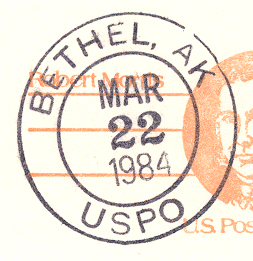 BETHEL, AK
Robert Morris
MAR
22
1984
USPO
U.S. Pos